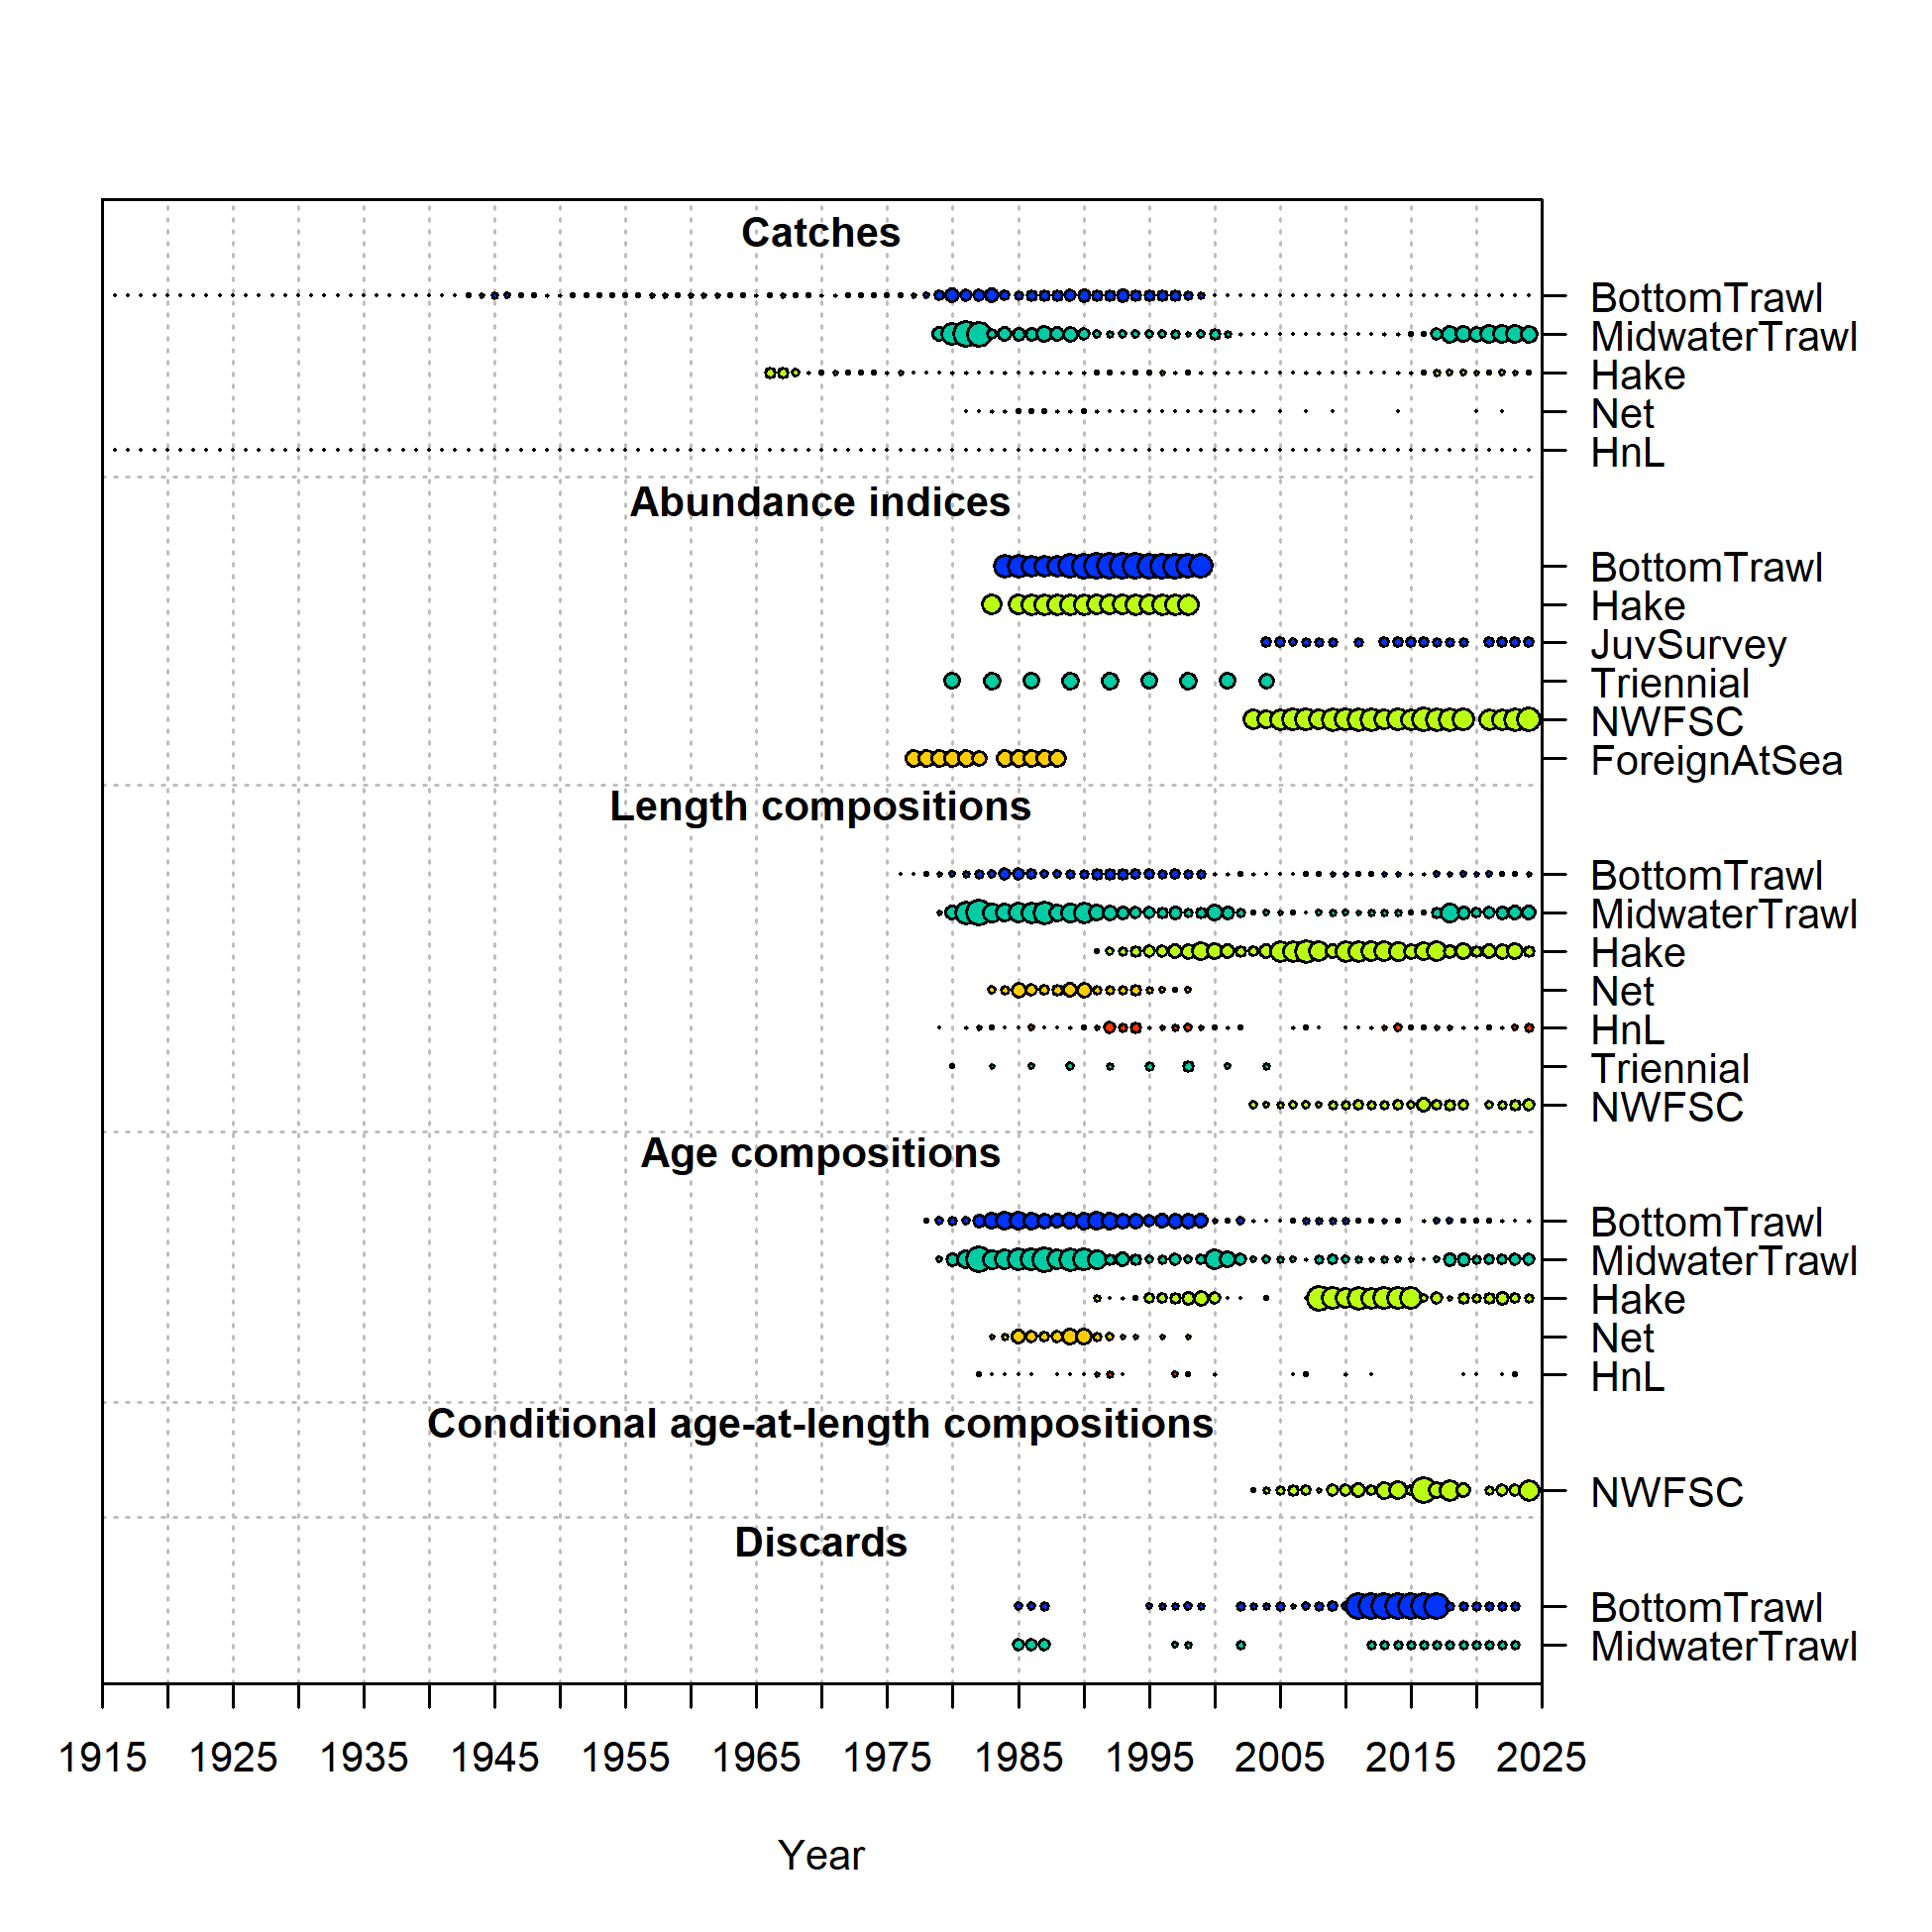 Catches
BottomTrawl
MidwaterTrawl
Hake
Net
HnL
Abundance indices
BottomTrawl
Hake
JuvSurvey
Triennial
NWFSC
ForeignAtSea
Length compositions
BottomTrawl
MidwaterTrawl
Hake
Net
HnL
Triennial
NWFSC
Age compositions
BottomTrawl
MidwaterTrawl
Hake
Net
HnL
Conditional age-at-length compositions
NWFSC
Discards
BottomTrawl
MidwaterTrawl
1915 1925 1935 1945 1955 1965 1975 1985 1995 2005 2015 2025
Year